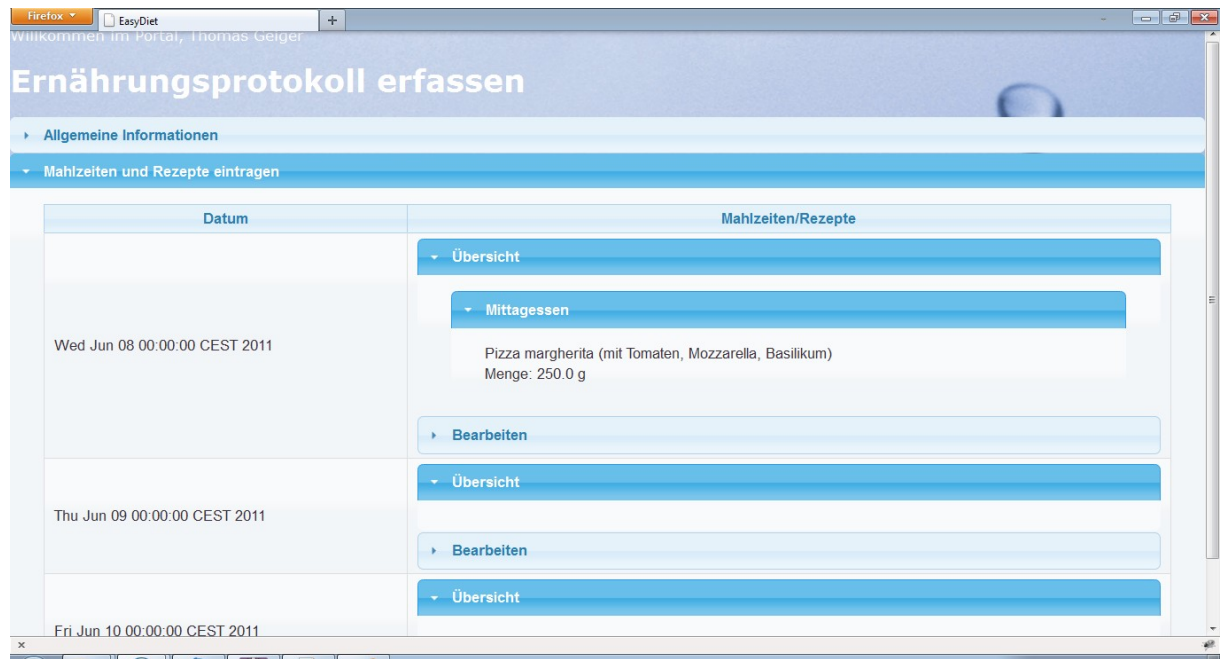 Firefox
EasyDiet
Willkommen im Portal, Thomas Geiger
Ernährungsprotokoll erfassen
Allgemeine Informationen
Mahlzeiten und Rezepte eintragen
Datum
Mahlzeiten/Rezepte
Wed Jun 08 00:00:00 CEST 2011
Übersicht
Mittagessen
Pizza margherita (mit Tomaten, Mozzarella, Basilikum)
Menge: 250.0 g
Bearbeiten
Thu Jun 09 00:00:00 CEST 2011
Übersicht
Bearbeiten
Fri Jun 10 00:00:00 CEST 2011
Übersicht